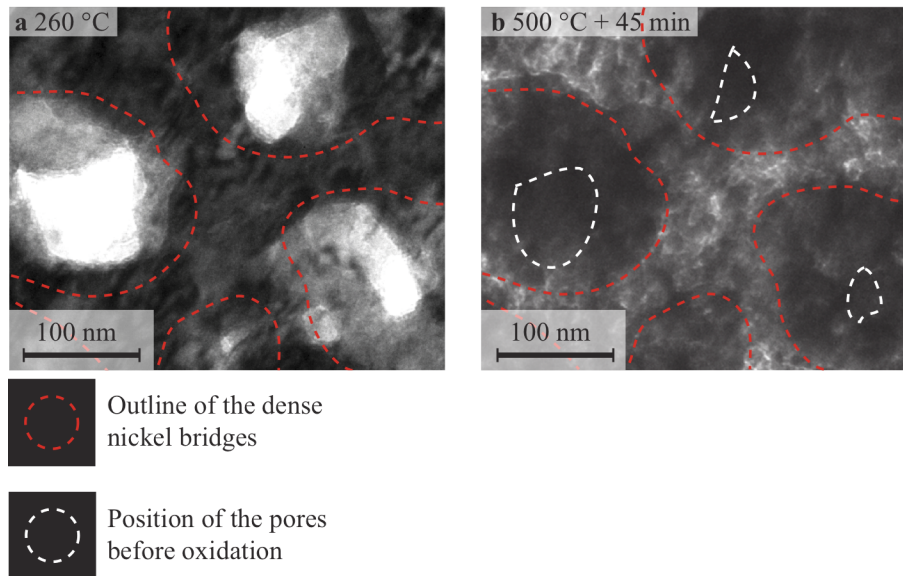 a 260 °C
b 500 °C + 45 min
100 nm
100 nm
Outline of the dense
nickel bridges
Position of the pores
before oxidation